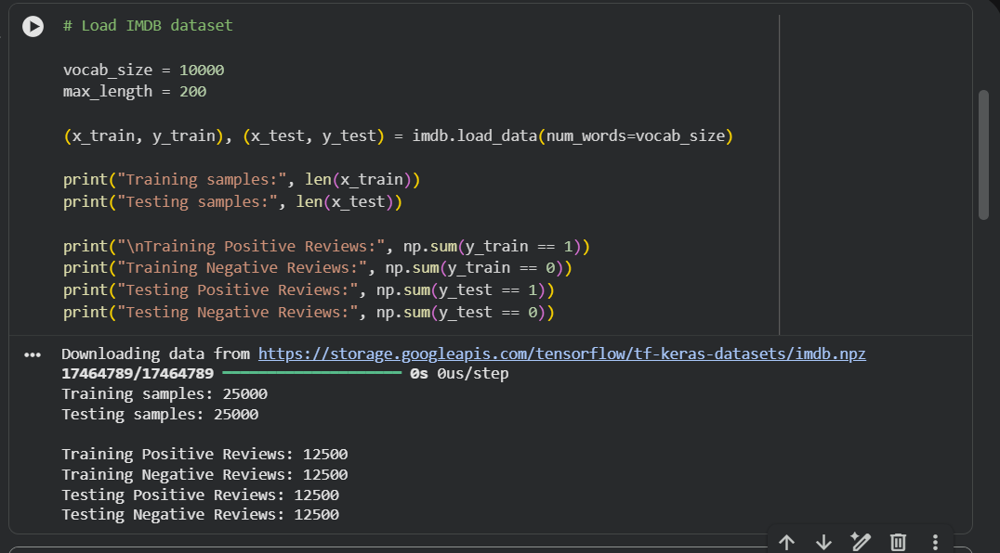 # Load IMDB dataset
vocab_size = 10000
max_length = 200
(x_train, y_train), (x_test, y_test) = imdb.load_data(num_words=vocab_size)
print("Training samples:", len(x_train))
print("Testing samples:", len(x_test))
print("\nTraining Positive Reviews:", np.sum(y_train == 1))
print("Training Negative Reviews:", np.sum(y_train == 0))
print("Testing Positive Reviews:", np.sum(y_test == 1))
print("Testing Negative Reviews:", np.sum(y_test == 0))
Downloading data from https://storage.googleapis.com/tensorflow/tf-keras-datasets/imdb.npz
17464789/17464789 ━━━━━━━━━━━━━━━━━━━━ 0s 0us/step
Training samples: 25000
Testing samples: 25000
Training Positive Reviews: 12500
Training Negative Reviews: 12500
Testing Positive Reviews: 12500
Testing Negative Reviews: 12500